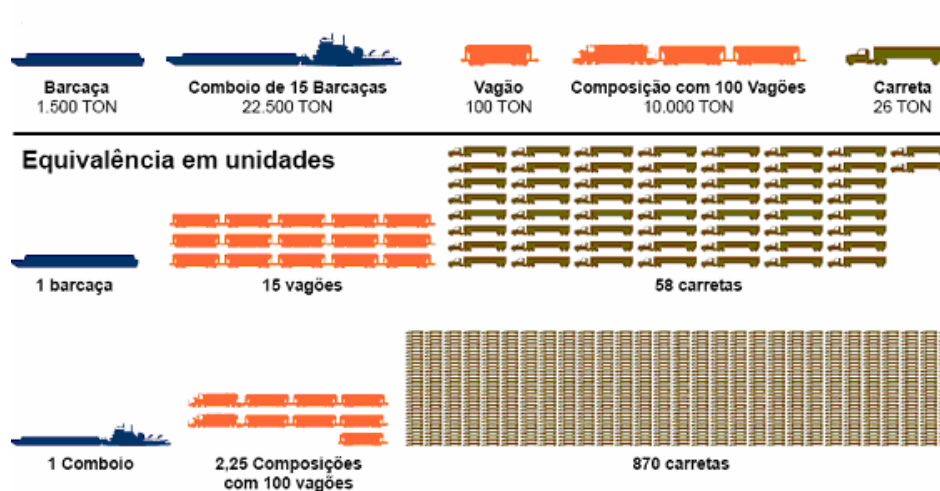 Barcaça
1.500 TON
Comboio de 15 Barcaças
22.500 TON
Vagão
100 TON
Composição com 100 Vagões
10.000 TON
Carreta
26 TON
Equivalência em unidades
1 barcaça
15 vagões
58 carretas
1 Comboio
2,25 Composições
com 100 vagões
870 carretas